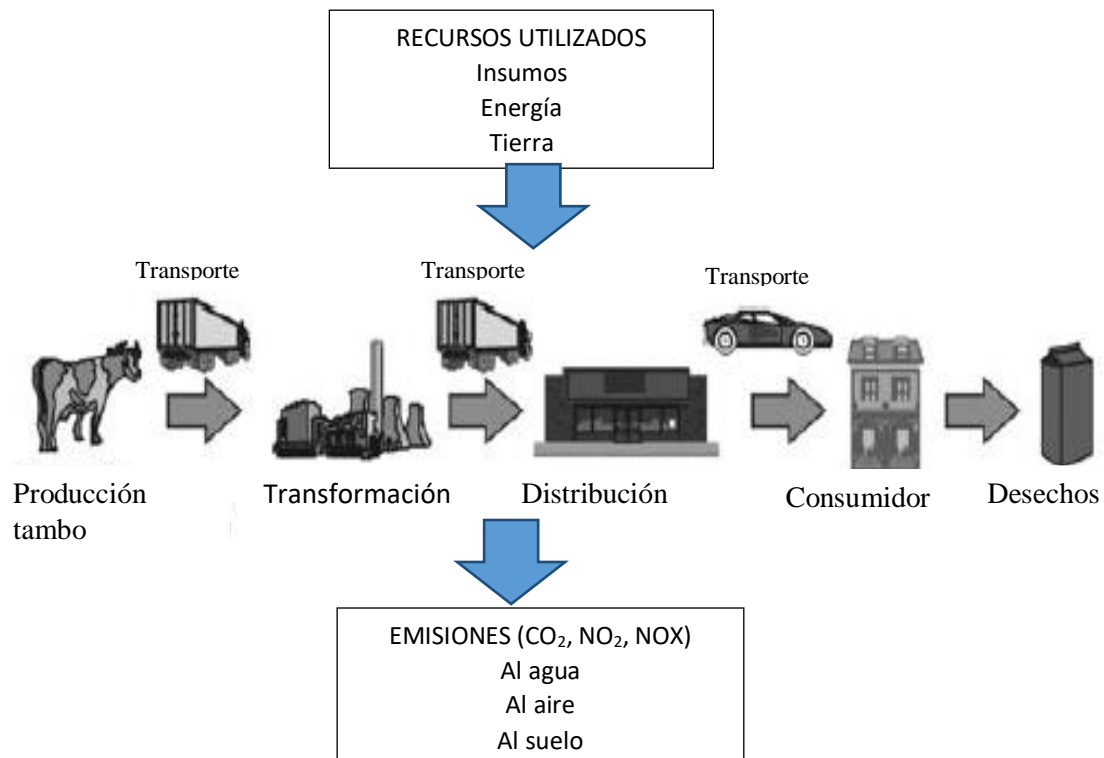 RECURSOS UTILIZADOS
Insumos
Energía
Tierra
Transporte
Transporte
Transporte
Producción
tambo
Transformación
Distribución
Consumidor
Desechos
EMISIONES (CO₂, NO₂, NOX)
Al agua
Al aire
Al suelo